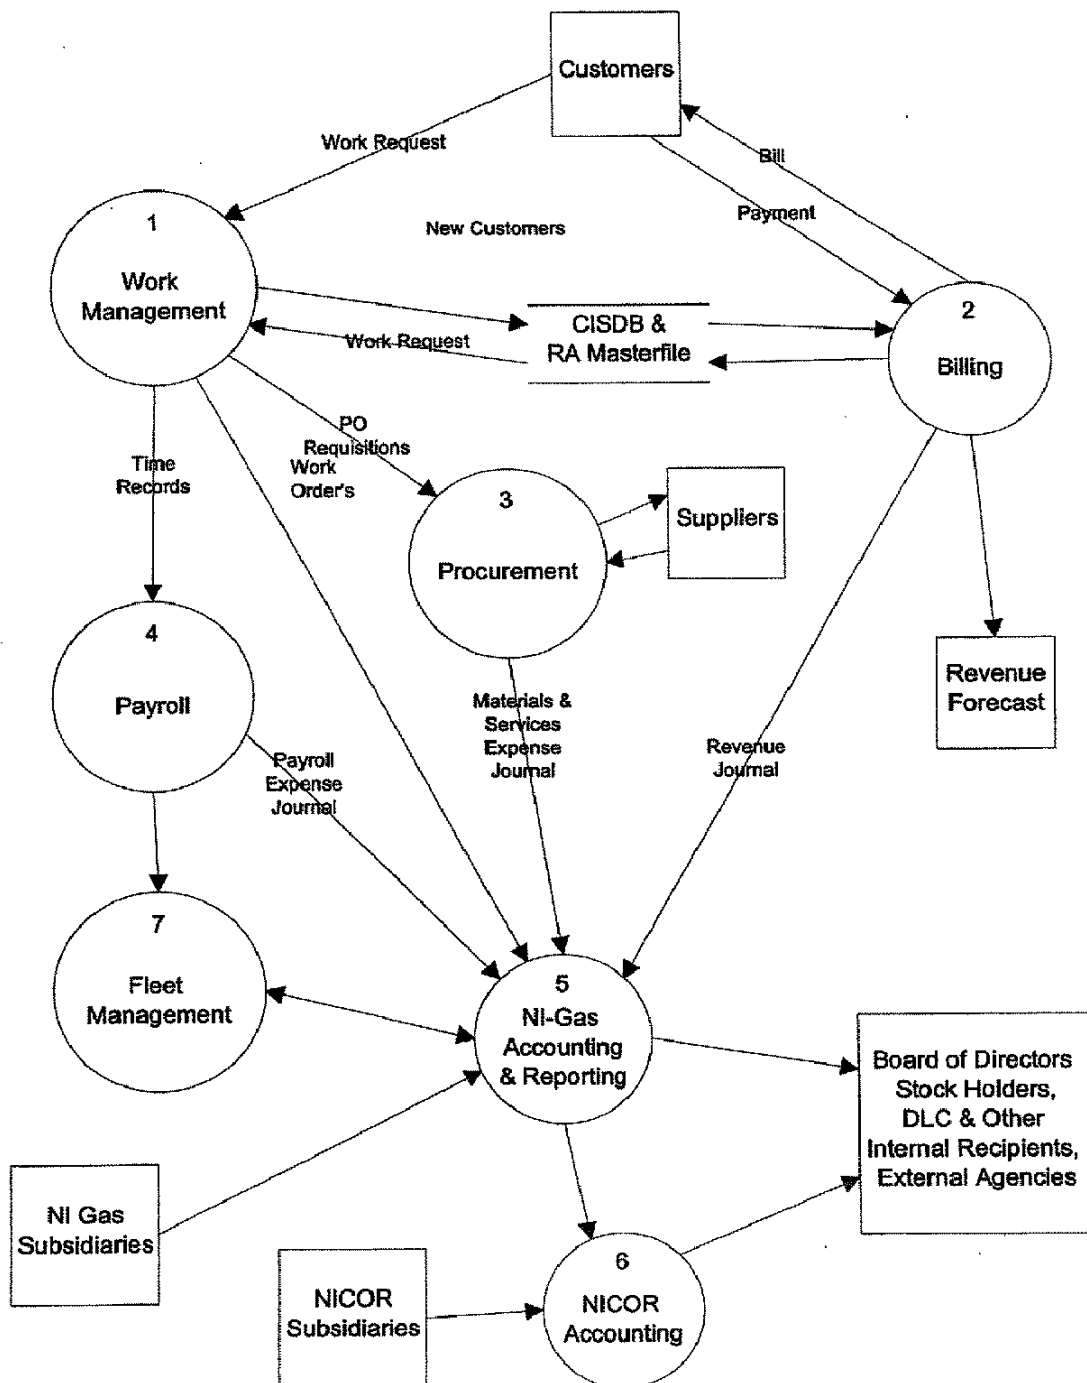 Customers
Work Request
Bill
Payment
1
Work
Management
New Customers
CISDB &
RA Masterfile
Work Request
2
Billing
PO
Requisitions
Work
Order's
Time
Records
3
Procurement
Suppliers
4
Payroll
Revenue
Forecast
Materials &
Services
Expense
Journal
Revenue
Journal
Payroll
Expense
Journal
7
Fleet
Management
5
NI-Gas
Accounting
& Reporting
Board of Directors
Stock Holders,
DLC & Other
Internal Recipients,
External Agencies
NI Gas
Subsidiaries
NICOR
Subsidiaries
6
NICOR
Accounting